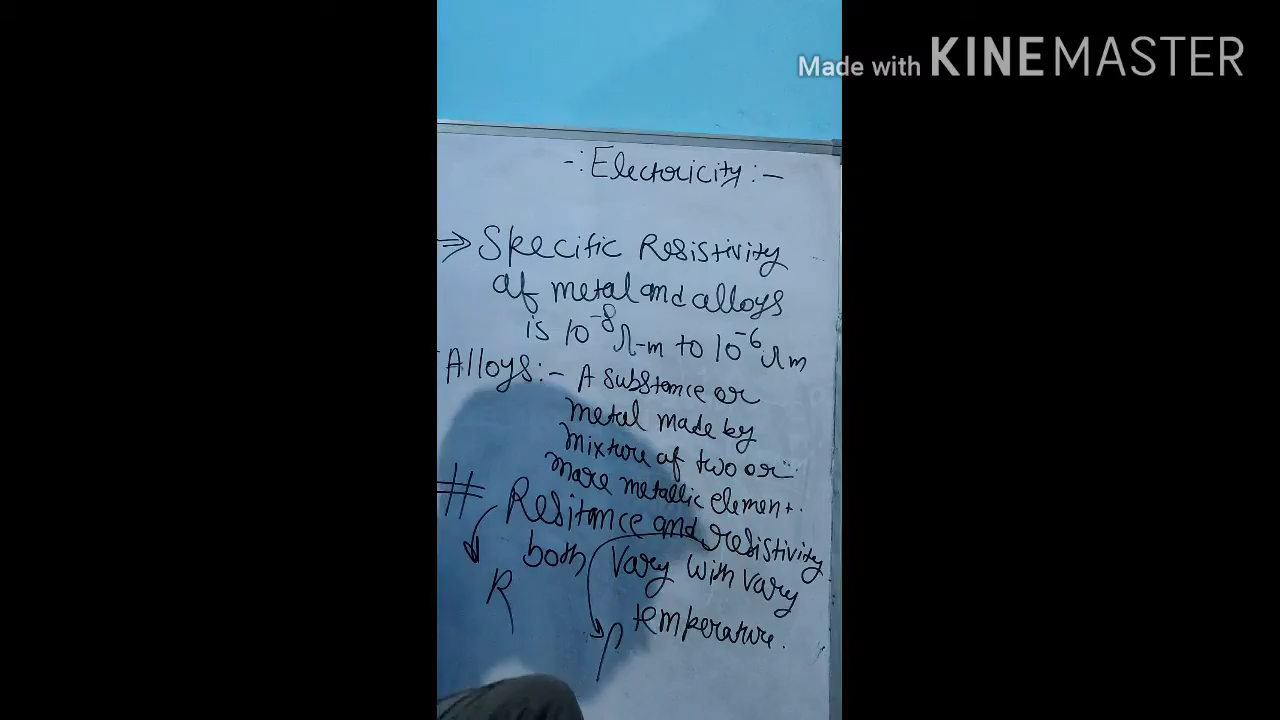 Made with KINEMASTER
-: Electricity :-
⇒ Specific Resistivity
of metal and alloys
is 10⁻⁸ Ω-m to 10⁻⁶ Ωm
Alloys:- A substance or
metal made by
mixture of two or
more metallic element.
# Resitance and resistivity
both vary with vary
temperature.
R
ρ